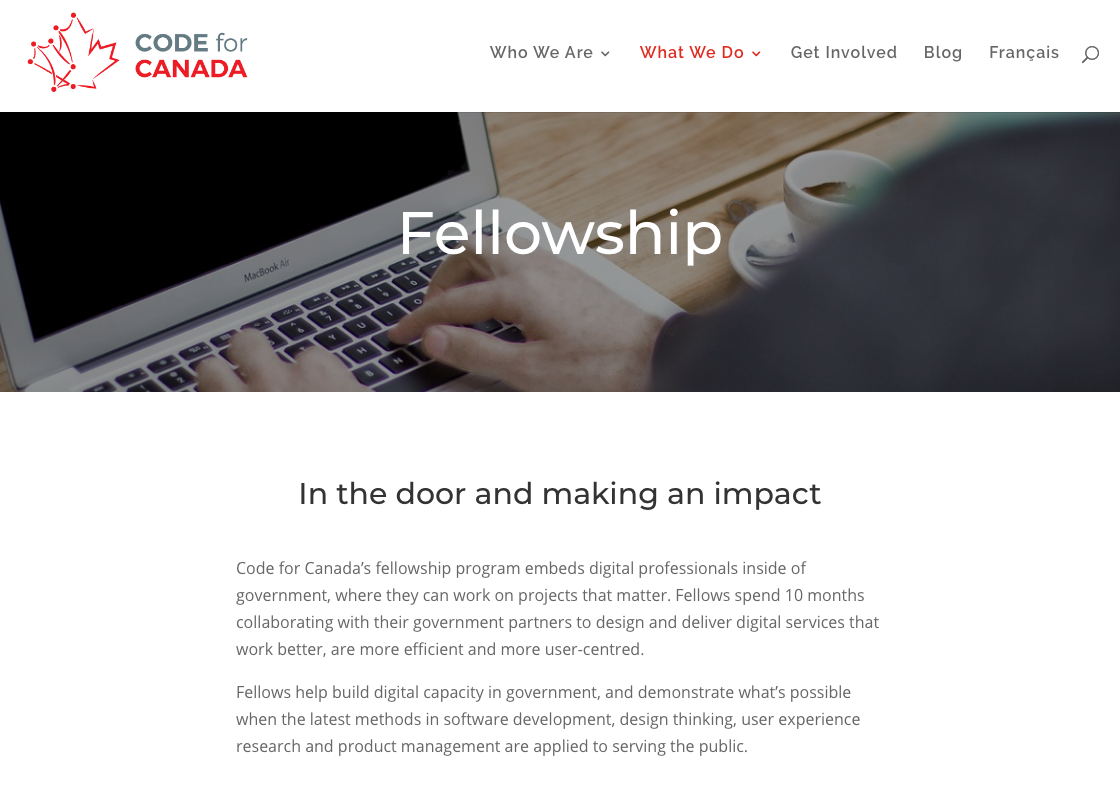 CODE for
CANADA
Who We Are
What We Do
Get Involved
Blog
Français
MacBook Air
Fellowship
In the door and making an impact
Code for Canada’s fellowship program embeds digital professionals inside of
government, where they can work on projects that matter. Fellows spend 10 months
collaborating with their government partners to design and deliver digital services that
work better, are more efficient and more user-centred.
Fellows help build digital capacity in government, and demonstrate what’s possible
when the latest methods in software development, design thinking, user experience
research and product management are applied to serving the public.